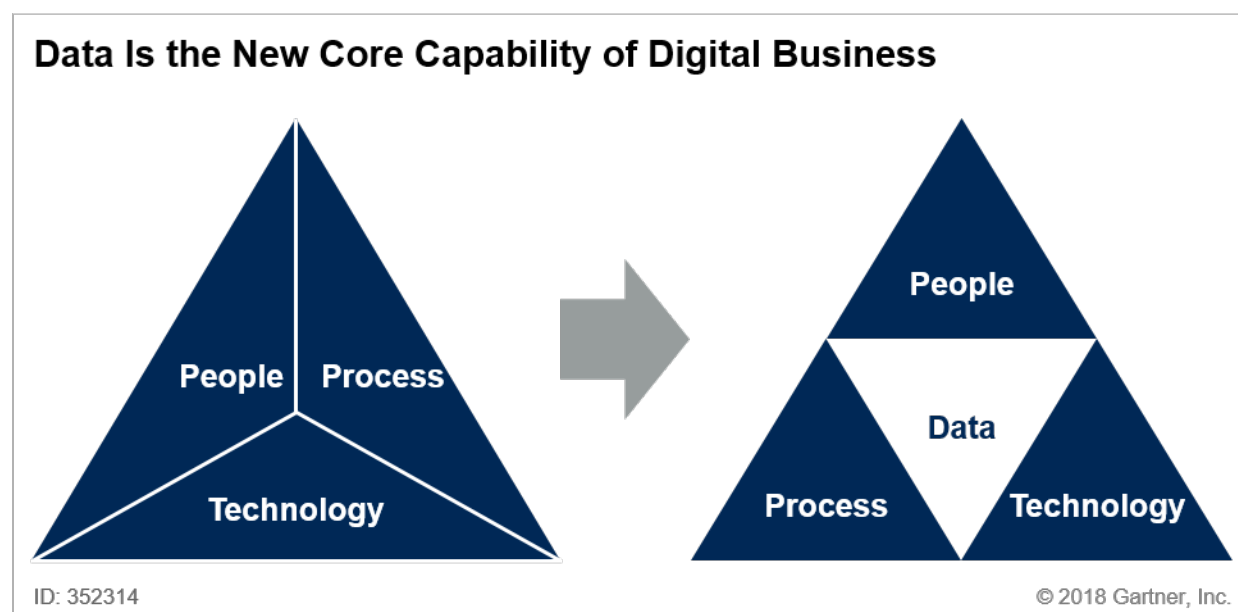 Data Is the New Core Capability of Digital Business
People Process
Technology
People
Data
Process
Technology
ID: 352314
© 2018 Gartner, Inc.